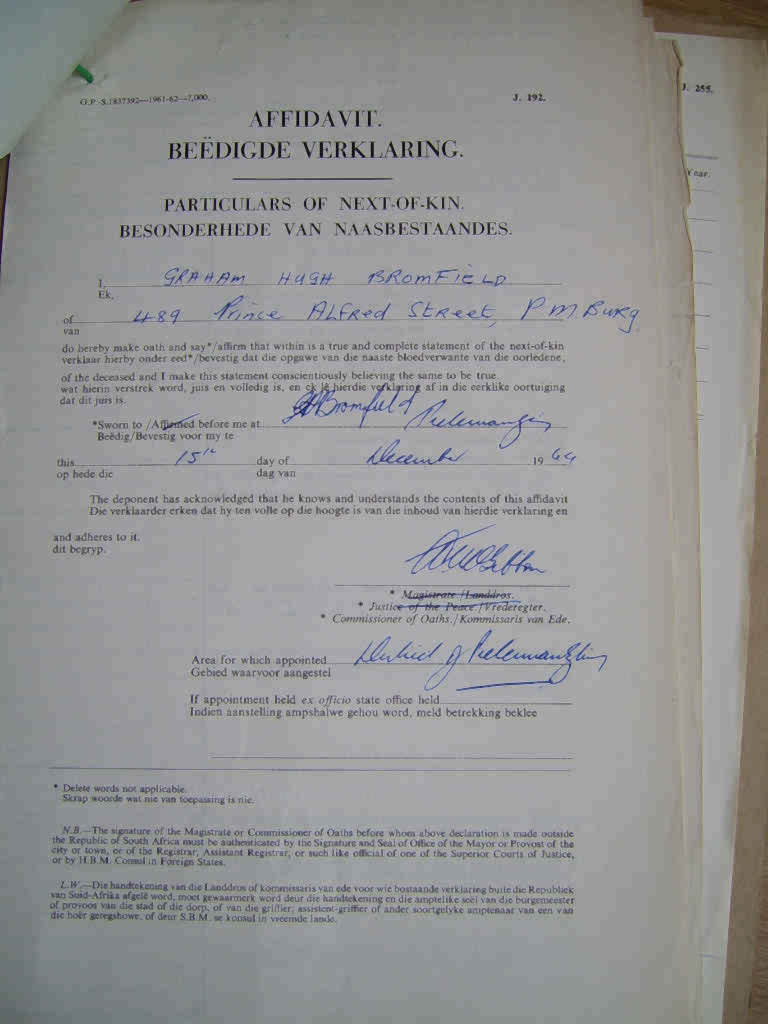 G.P.-S.1837392—1961-62—7,000.
J. 192.
AFFIDAVIT.
BEËDIGDE VERKLARING.
PARTICULARS OF NEXT-OF-KIN.
BESONDERHEDE VAN NAASBESTAANDES.
I, GRAHAM HUGH BROMFIELD
Ek,
of 489 Prince ALFRed StReet, P M Burg
van
do hereby make oath and say*/affirm that within is a true and complete statement of the next-of-kin
verklaar hierby onder eed*/bevestig dat die opgawe van die naaste bloedverwante van die oorledene,
of the deceased and I make this statement conscientiously believing the same to be true.
wat hierin verstrek word, juis en volledig is, en ek lê hierdie verklaring af in die eerlike oortuiging
dat dit juis is.
GHBromfield
*Sworn to /Affirmed before me at Pietermaritzburg
Beëdig/Bevestig voor my te
this 15th day of December 1964
op hede die dag van
The deponent has acknowledged that he knows and understands the contents of this affidavit
Die verklaarder erken dat hy ten volle op die hoogte is van die inhoud van hierdie verklaring en
and adheres to it.
dit begryp.
* Magistrate /Landdros.
* Justice of the Peace /Vrederegter.
* Commissioner of Oaths./Kommissaris van Ede.
Area for which appointed District of Pietermaritzburg
Gebied waarvoor aangestel
If appointment held ex officio state office held
Indien aanstelling ampshalwe gehou word, meld betrekking beklee
* Delete words not applicable.
Skrap woorde wat nie van toepassing is nie.
N.B.—The signature of the Magistrate or Commissioner of Oaths before whom above declaration is made outside
the Republic of South Africa must be authenticated by the Signature and Seal of Office of the Mayor or Provost of the
city or town, or of the Registrar, Assistant Registrar, or such like official of one of the Superior Courts of Justice,
or by H.B.M. Consul in Foreign States.
L.W.—Die handtekening van die Landdros of kommissaris van ede voor wie bostaande verklaring buite die Republiek
van Suid-Afrika afgelê word, moet gewaarmerk word deur die handtekening en die amptelike seël van die burgemeester
of provoos van die stad of die dorp, of van die griffier, assistent-griffier of ander soortgelyke amptenaar van een van
die hoër geregshowe, of deur S.B.M. se konsul in vreemde lande.
J. 255.
Year.